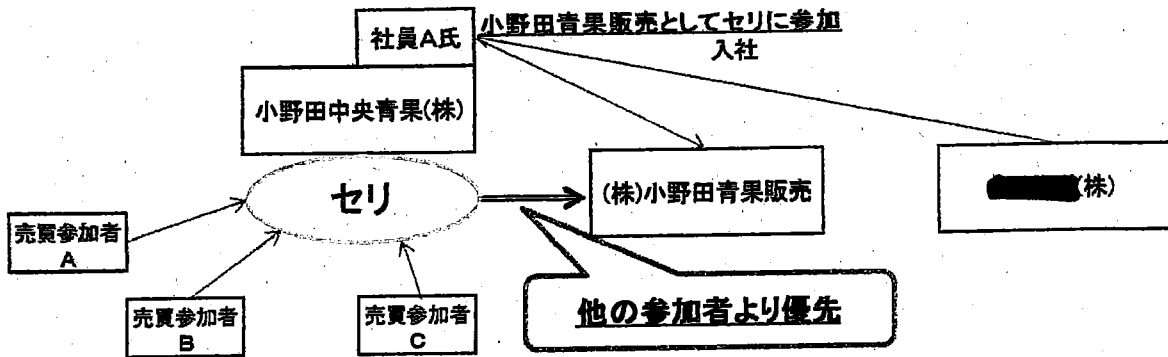 社員A氏
小野田青果販売としてセリに参加
入社
小野田中央青果(株)
セリ
(株)小野田青果販売
(株)
売買参加者
A
売買参加者
B
売買参加者
C
他の参加者より優先